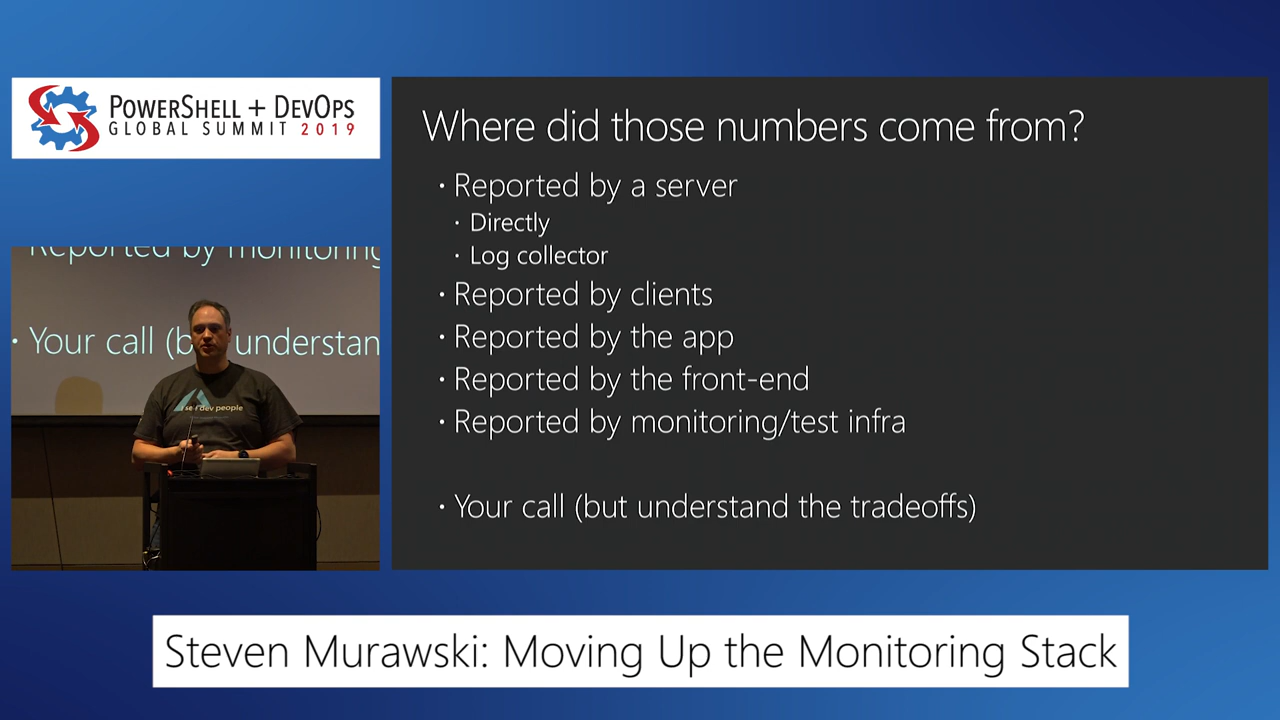 POWERSHELL + DEVOPS
GLOBAL SUMMIT 2019
Where did those numbers come from?
• Reported by a server
• Directly
• Log collector
• Reported by clients
• Reported by the app
• Reported by the front-end
• Reported by monitoring/test infra
• Your call (but understand the tradeoffs)
Reported by monitoring
• Your call (b understan
dev people
Steven Murawski: Moving Up the Monitoring Stack